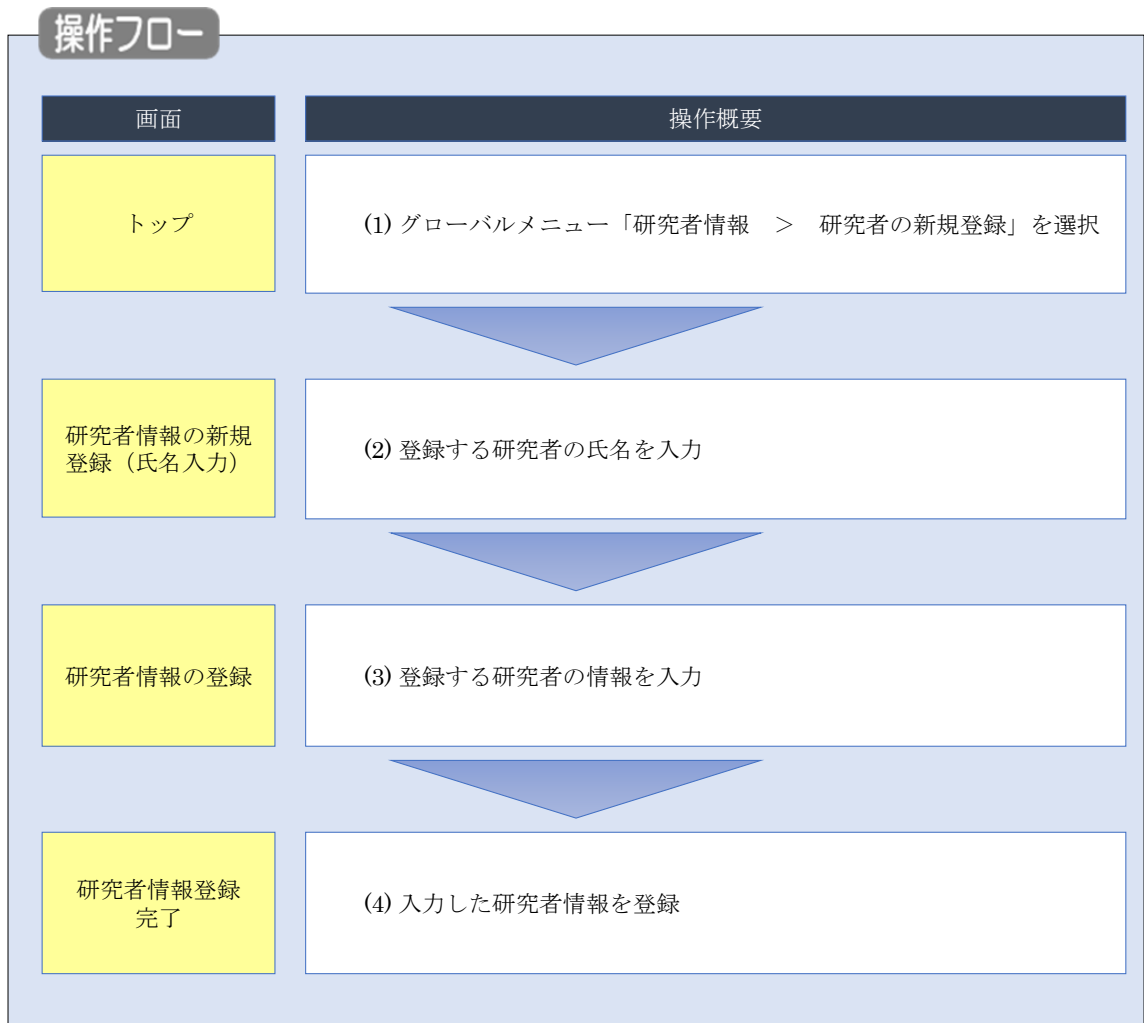 操作フロー
画面
操作概要
トップ
(1) グローバルメニュー「研究者情報　＞　研究者の新規登録」を選択
研究者情報の新規
登録（氏名入力）
(2) 登録する研究者の氏名を入力
研究者情報の登録
(3) 登録する研究者の情報を入力
研究者情報登録
完了
(4) 入力した研究者情報を登録